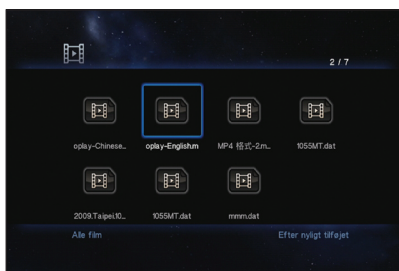 2 / 7
oplay-Chinese...
oplay-English.m
MP4 格式-2.m...
1055MT.dat
2009.Taipei.10...
1055MT.dat
mmm.dat
Alle film
Efter nyligt tilføjet